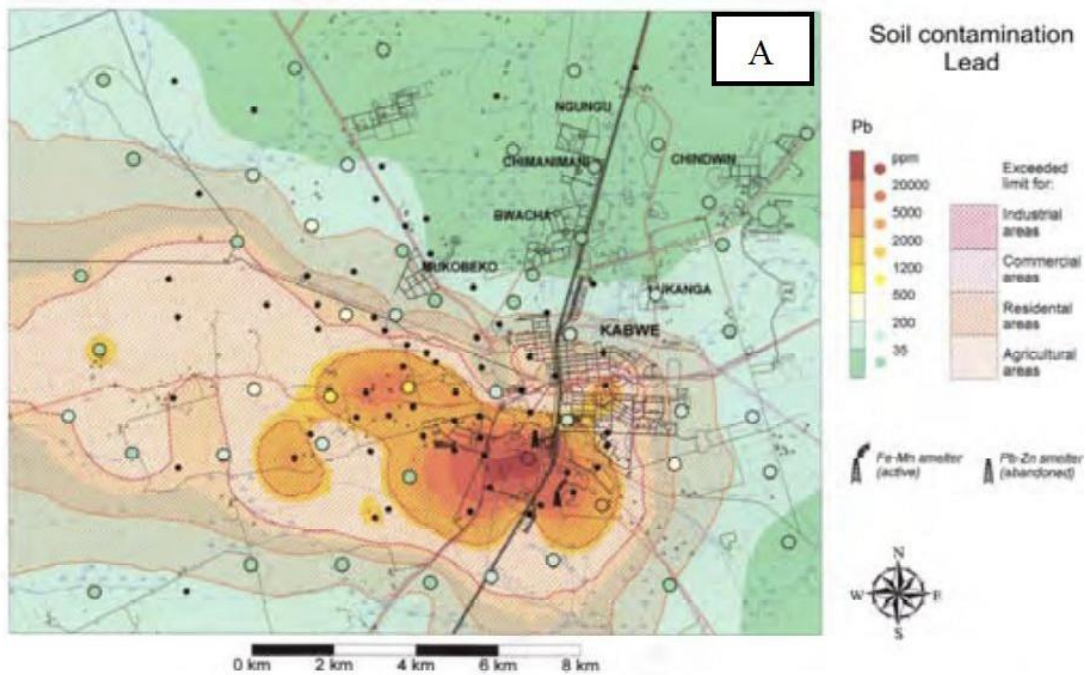 A
Soil contamination
Lead
Pb
ppm
20000
5000
2000
1200
500
200
35
Exceeded
limit for:
Industrial
areas
Commercial
areas
Residental
areas
Agricultural
areas
NGUNGU
CHIMANIMANI
CHINDWIN
BWACHA
MUKOBEKO
LUKANGA
KABWE
Fe-Mn smelter
(active)
Pb-Zn smelter
(abandoned)
N
W E
S
0 km 2 km 4 km 6 km 8 km